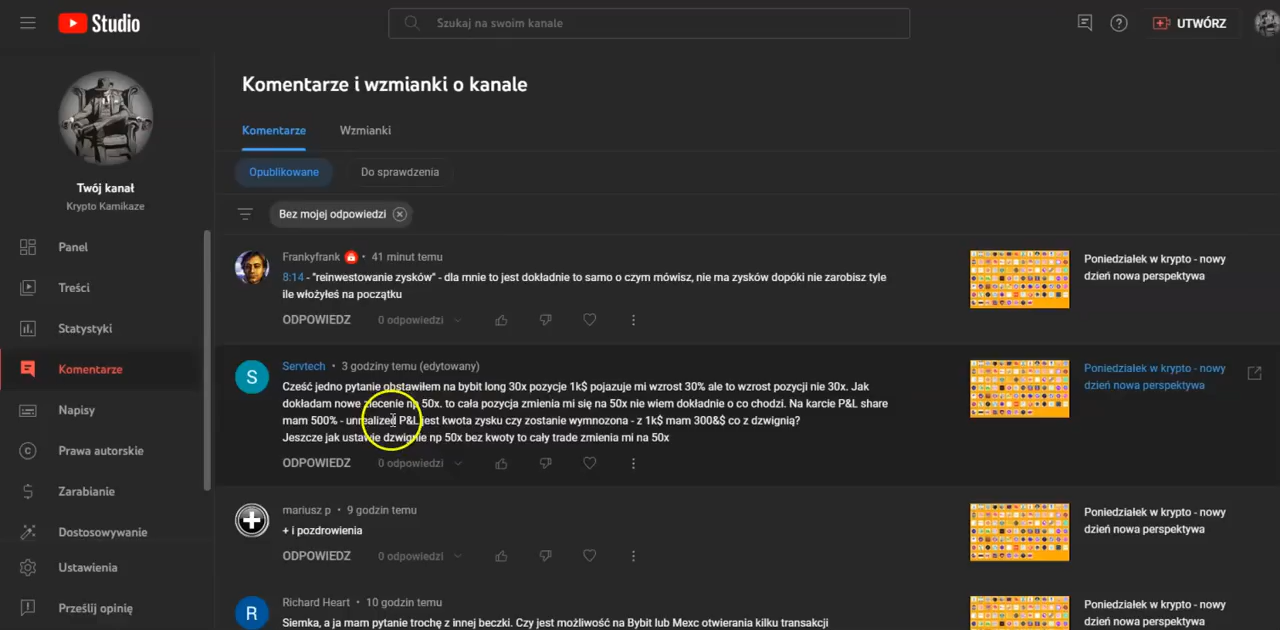 Studio
Szukaj na swoim kanale
UTWÓRZ
Komentarze i wzmianki o kanale
Komentarze
Wzmianki
Opublikowane
Do sprawdzenia
Bez mojej odpowiedzi
Twój kanał
Krypto Kamikaze
Panel
Treści
Statystyki
Komentarze
Napisy
Prawa autorskie
Zarabianie
Dostosowywanie
Ustawienia
Prześlij opinię
Frankyfrank • 41 minut temu
8:14 - "reinwestowanie zysków" - dla mnie to jest dokładnie to samo o czym mówisz, nie ma zysków dopóki nie zarobisz tyle
ile włożyłeś na początku
ODPOWIEDZ 0 odpowiedzi
Poniedziałek w krypto - nowy
dzień nowa perspektywa
S
Servtech • 3 godziny temu (edytowany)
Cześć jedno pytanie obstawiłem na bybit long 30x pozycje 1k$ pojazuje mi wzrost 30% ale to wzrost pozycji nie 30x. Jak
dokładam nowe zlecenie np 50x. to cała pozycja zmienia mi się na 50x nie wiem dokładnie o co chodzi. Na karcie P&L share
mam 500% - unrealized P&L jest kwota zysku czy zostanie wymnozona - z 1k$ mam 300&$ co z dzwignią?
Jeszcze jak ustawie dzwignie np 50x bez kwoty to cały trade zmienia mi na 50x
ODPOWIEDZ 0 odpowiedzi
Poniedziałek w krypto - nowy
dzień nowa perspektywa
mariusz p • 9 godzin temu
+ i pozdrowienia
ODPOWIEDZ 0 odpowiedzi
Poniedziałek w krypto - nowy
dzień nowa perspektywa
R
Richard Heart • 10 godzin temu
Siemka, a ja mam pytanie trochę z innej beczki. Czy jest możliwość na Bybit lub Mexc otwierania kilku transakcji
Poniedziałek w krypto - nowy
dzień nowa perspektywa